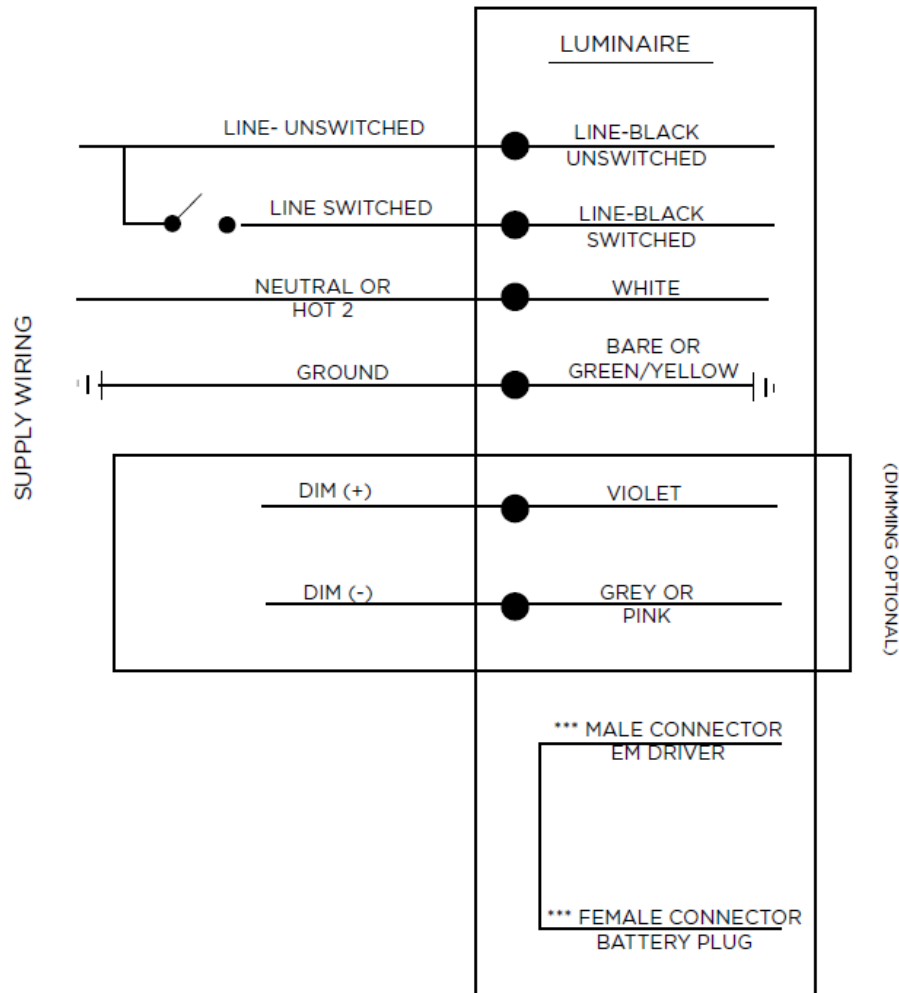 LUMINAIRE
LINE- UNSWITCHED
LINE-BLACK
UNSWITCHED
LINE SWITCHED
LINE-BLACK
SWITCHED
NEUTRAL OR
HOT 2
WHITE
GROUND
BARE OR
GREEN/YELLOW
SUPPLY WIRING
DIM (+)
VIOLET
DIM (-)
GREY OR
PINK
(DIMMING OPTIONAL)
*** MALE CONNECTOR
EM DRIVER
*** FEMALE CONNECTOR
BATTERY PLUG